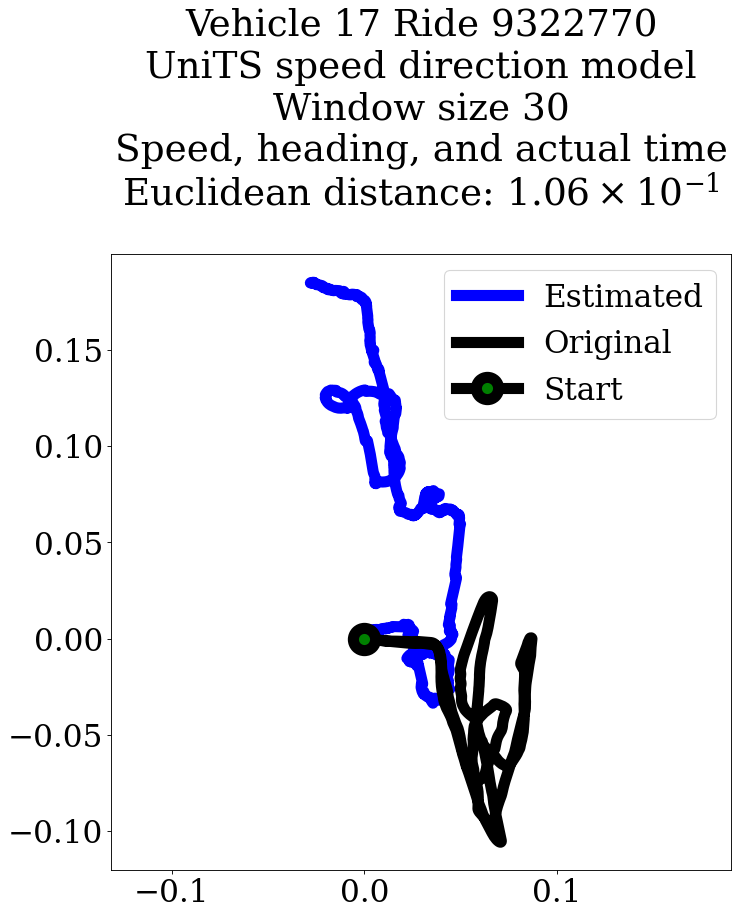 Vehicle 17 Ride 9322770
UniTS speed direction model
Window size 30
Speed, heading, and actual time
Euclidean distance: 1.06 × 10⁻¹
Estimated
Original
Start
0.15
0.10
0.05
0.00
−0.05
−0.10
−0.1 0.0 0.1